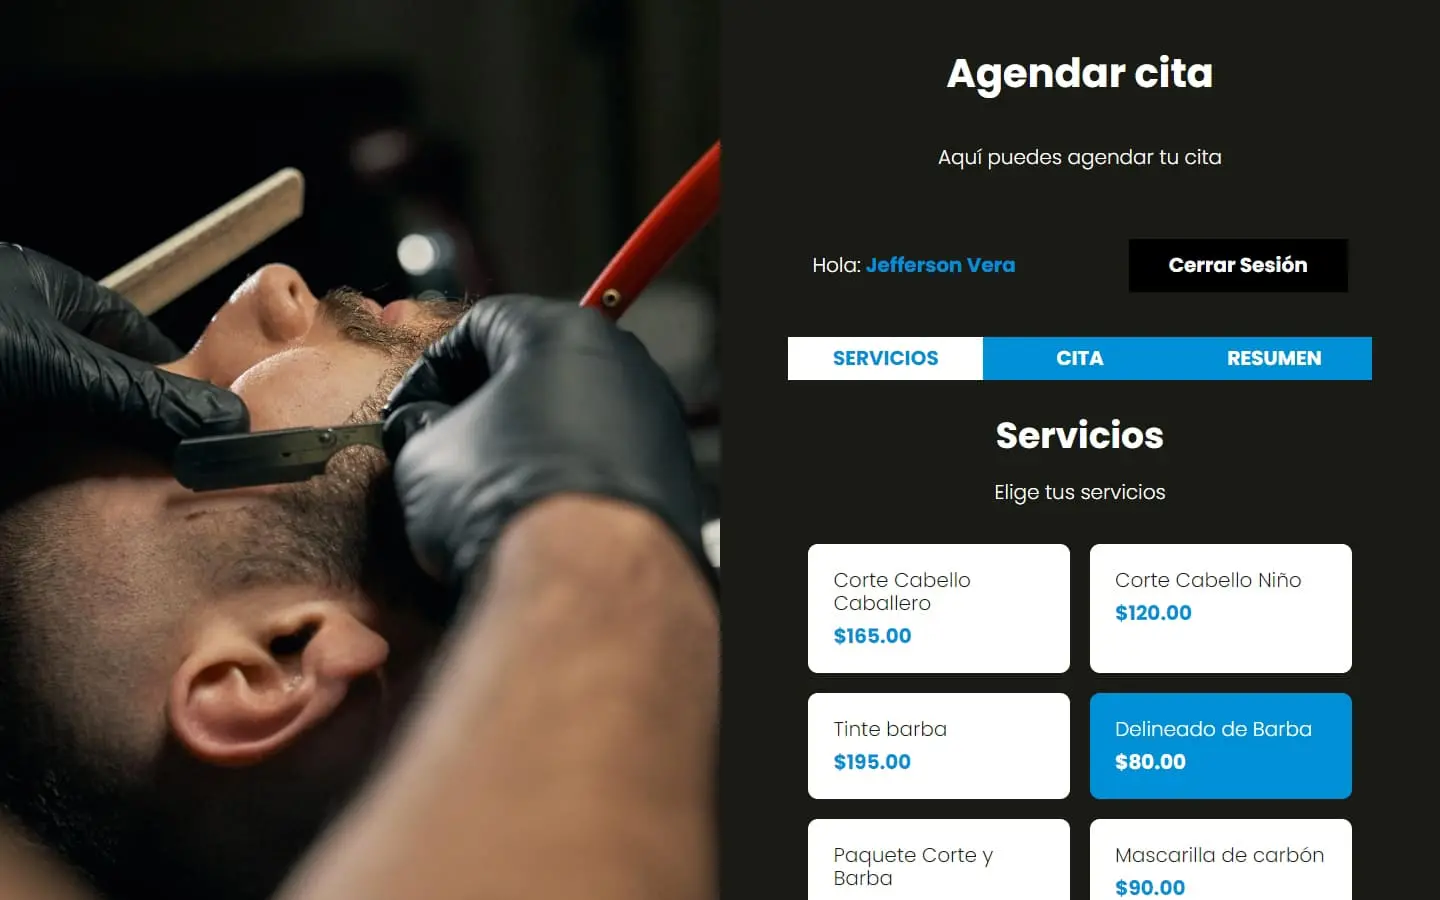 Agendar cita
Aquí puedes agendar tu cita
Hola: Jefferson Vera
Cerrar Sesión
SERVICIOS
CITA
RESUMEN
Servicios
Elige tus servicios
Corte Cabello
Caballero
$165.00
Corte Cabello Niño
$120.00
Tinte barba
$195.00
Delineado de Barba
$80.00
Paquete Corte y
Barba
Mascarilla de carbón
$90.00